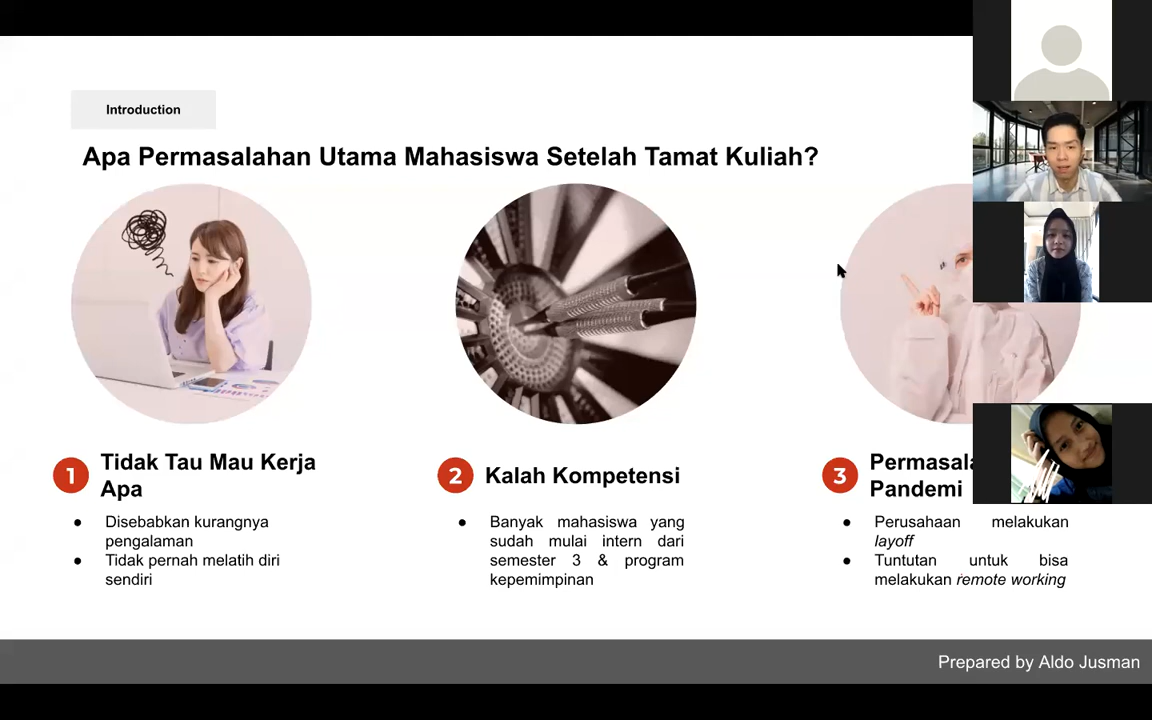 Introduction
Apa Permasalahan Utama Mahasiswa Setelah Tamat Kuliah?
1
Tidak Tau Mau Kerja
Apa
● Disebabkan kurangnya
pengalaman
● Tidak pernah melatih diri
sendiri
2
Kalah Kompetensi
● Banyak mahasiswa yang
sudah mulai intern dari
semester 3 & program
kepemimpinan
3
Pandemi
● Perusahaan melakukan
layoff
● Tuntutan untuk bisa
melakukan remote working
Prepared by Aldo Jusman